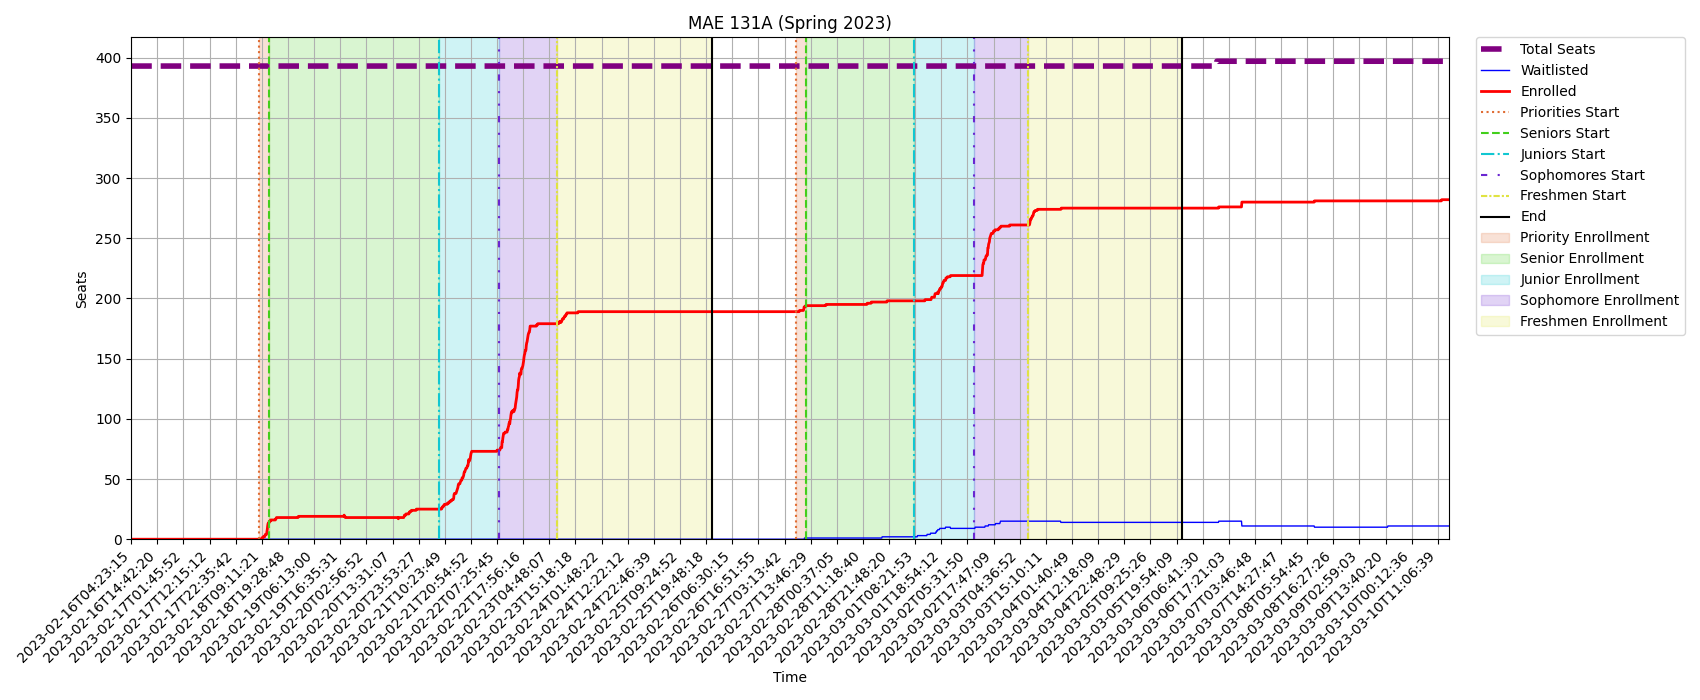 MAE 131A (Spring 2023)
400
350
300
250
200
150
100
50
0
Seats
Total Seats
Waitlisted
Enrolled
Priorities Start
Seniors Start
Juniors Start
Sophomores Start
Freshmen Start
End
Priority Enrollment
Senior Enrollment
Junior Enrollment
Sophomore Enrollment
Freshmen Enrollment
2023-02-16T04:23:15
2023-02-16T14:42:20
2023-02-17T01:45:52
2023-02-17T12:15:12
2023-02-17T22:35:42
2023-02-18T09:11:21
2023-02-18T19:28:48
2023-02-19T06:13:00
2023-02-19T16:35:31
2023-02-20T02:56:52
2023-02-20T13:31:07
2023-02-20T23:53:27
2023-02-21T10:23:49
2023-02-21T20:54:52
2023-02-22T07:25:45
2023-02-22T17:56:16
2023-02-23T04:48:07
2023-02-23T15:18:18
2023-02-24T01:48:22
2023-02-24T12:22:12
2023-02-24T22:46:39
2023-02-25T09:24:52
2023-02-25T19:48:18
2023-02-26T06:30:15
2023-02-26T16:51:55
2023-02-27T03:13:42
2023-02-27T13:46:29
2023-02-28T00:37:05
2023-02-28T11:18:40
2023-02-28T21:48:20
2023-03-01T08:21:53
2023-03-01T18:54:12
2023-03-02T05:31:50
2023-03-02T17:47:09
2023-03-03T04:36:52
2023-03-03T15:10:11
2023-03-04T01:40:49
2023-03-04T12:18:09
2023-03-04T22:48:29
2023-03-05T09:25:26
2023-03-05T19:54:09
2023-03-06T06:41:30
2023-03-06T17:21:03
2023-03-07T03:46:48
2023-03-07T14:27:47
2023-03-08T05:54:45
2023-03-08T16:27:26
2023-03-09T02:59:03
2023-03-09T13:40:20
2023-03-10T00:12:36
2023-03-10T11:06:39
Time